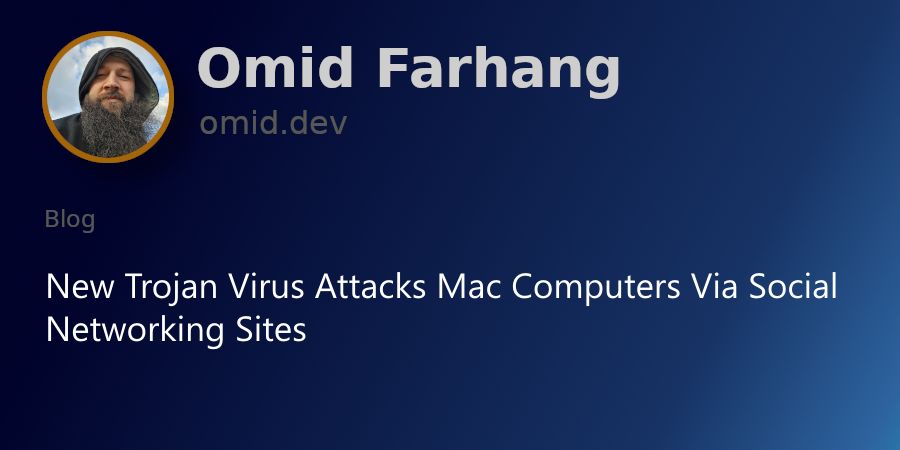 Omid Farhang
omid.dev
Blog
New Trojan Virus Attacks Mac Computers Via Social
Networking Sites